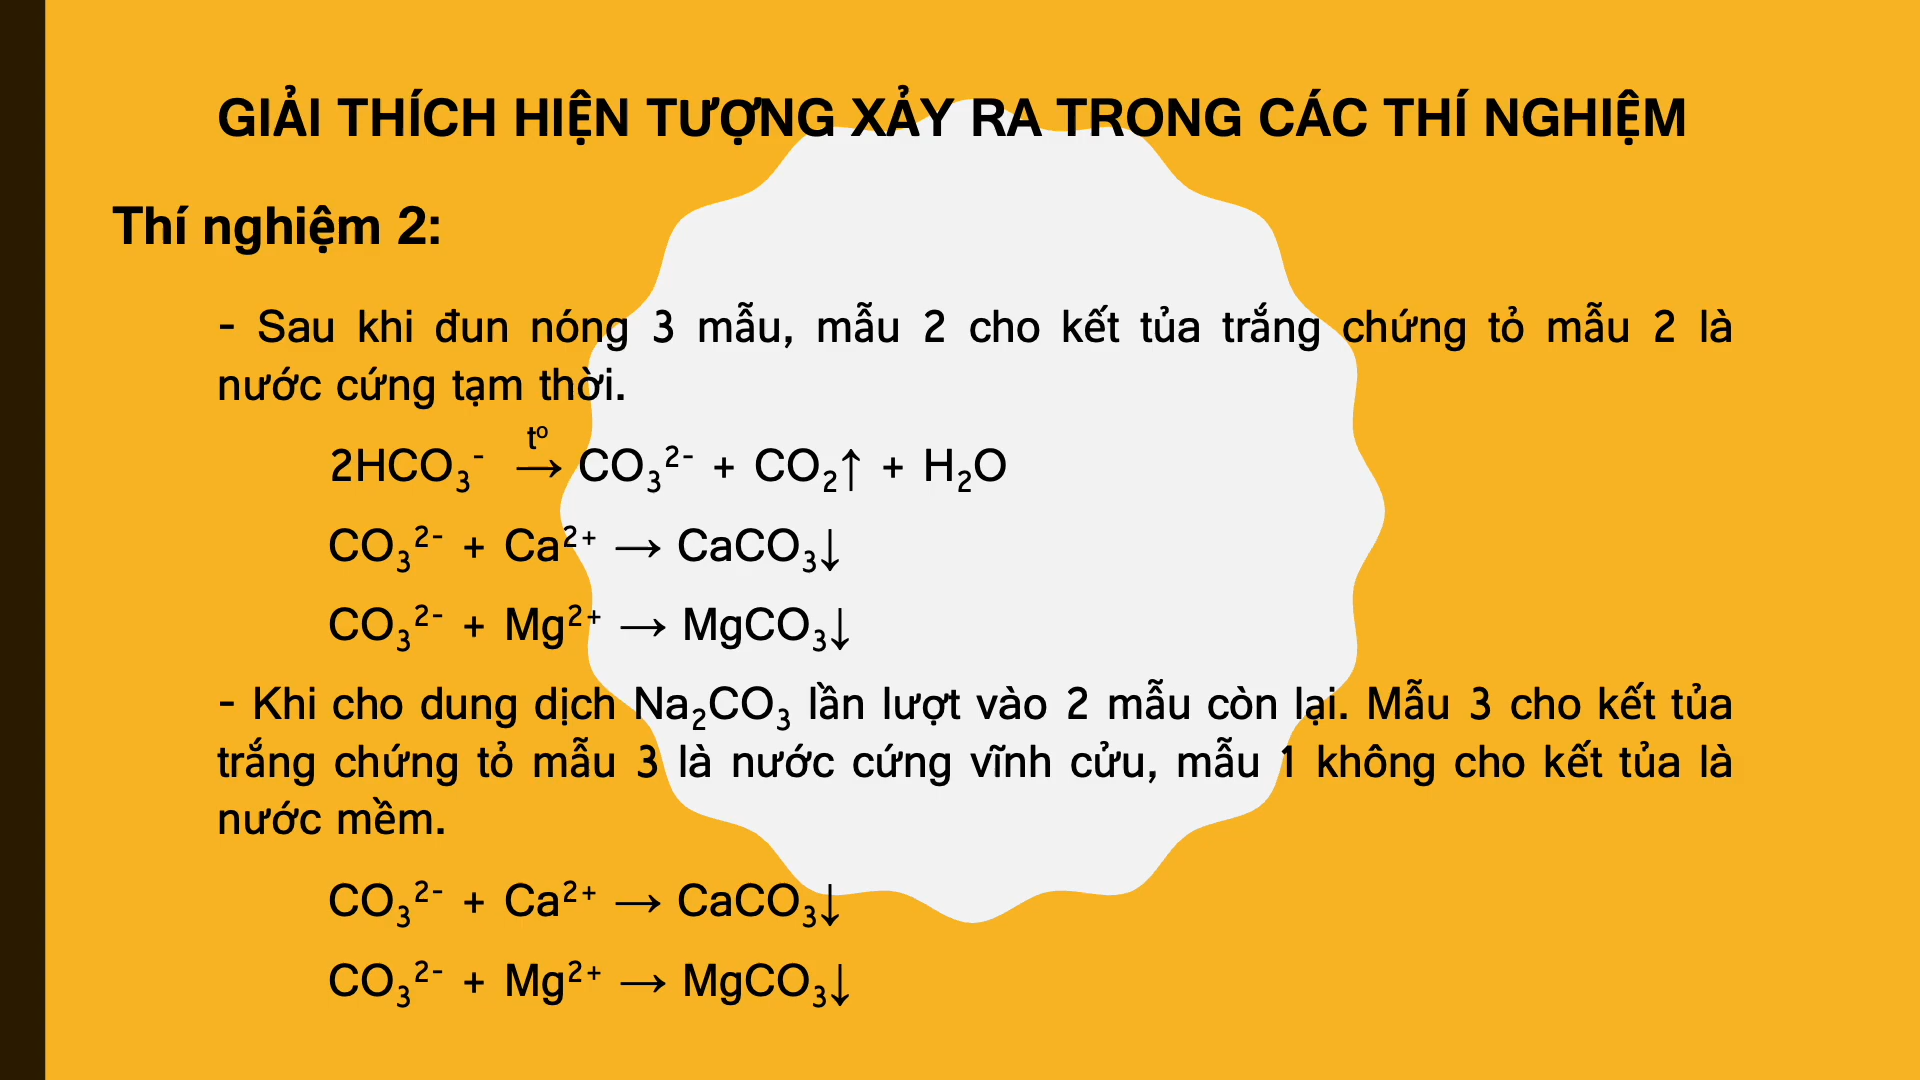 GIẢI THÍCH HIỆN TƯỢNG XẢY RA TRONG CÁC THÍ NGHIỆM
Thí nghiệm 2:
- Sau khi đun nóng 3 mẫu, mẫu 2 cho kết tủa trắng chứng tỏ mẫu 2 là
nước cứng tạm thời.
2HCO₃⁻ →(tº) CO₃²⁻ + CO₂↑ + H₂O
CO₃²⁻ + Ca²⁺ → CaCO₃↓
CO₃²⁻ + Mg²⁺ → MgCO₃↓
- Khi cho dung dịch Na₂CO₃ lần lượt vào 2 mẫu còn lại. Mẫu 3 cho kết tủa
trắng chứng tỏ mẫu 3 là nước cứng vĩnh cửu, mẫu 1 không cho kết tủa là
nước mềm.
CO₃²⁻ + Ca²⁺ → CaCO₃↓
CO₃²⁻ + Mg²⁺ → MgCO₃↓